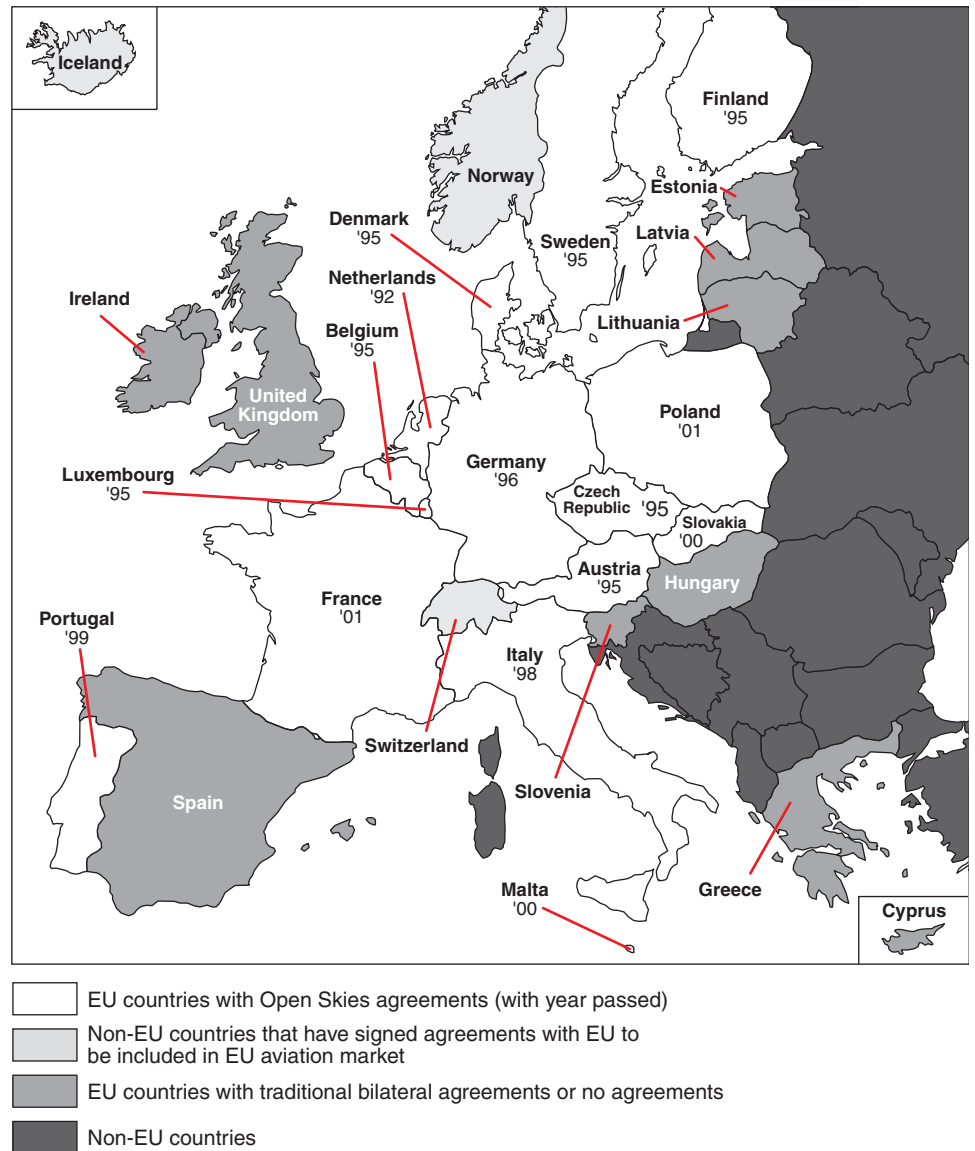 Iceland
Finland
'95
Norway
Estonia
Denmark
'95
Sweden
'95
Latvia
Netherlands
'92
Ireland
Lithuania
Belgium
'95
United
Kingdom
Poland
'01
Germany
'96
Luxembourg
'95
Czech
Republic
'95
Slovakia
'00
Austria
'95
Hungary
France
'01
Portugal
'99
Italy
'98
Switzerland
Slovenia
Spain
Malta
'00
Greece
Cyprus
EU countries with Open Skies agreements (with year passed)
Non-EU countries that have signed agreements with EU to
be included in EU aviation market
EU countries with traditional bilateral agreements or no agreements
Non-EU countries